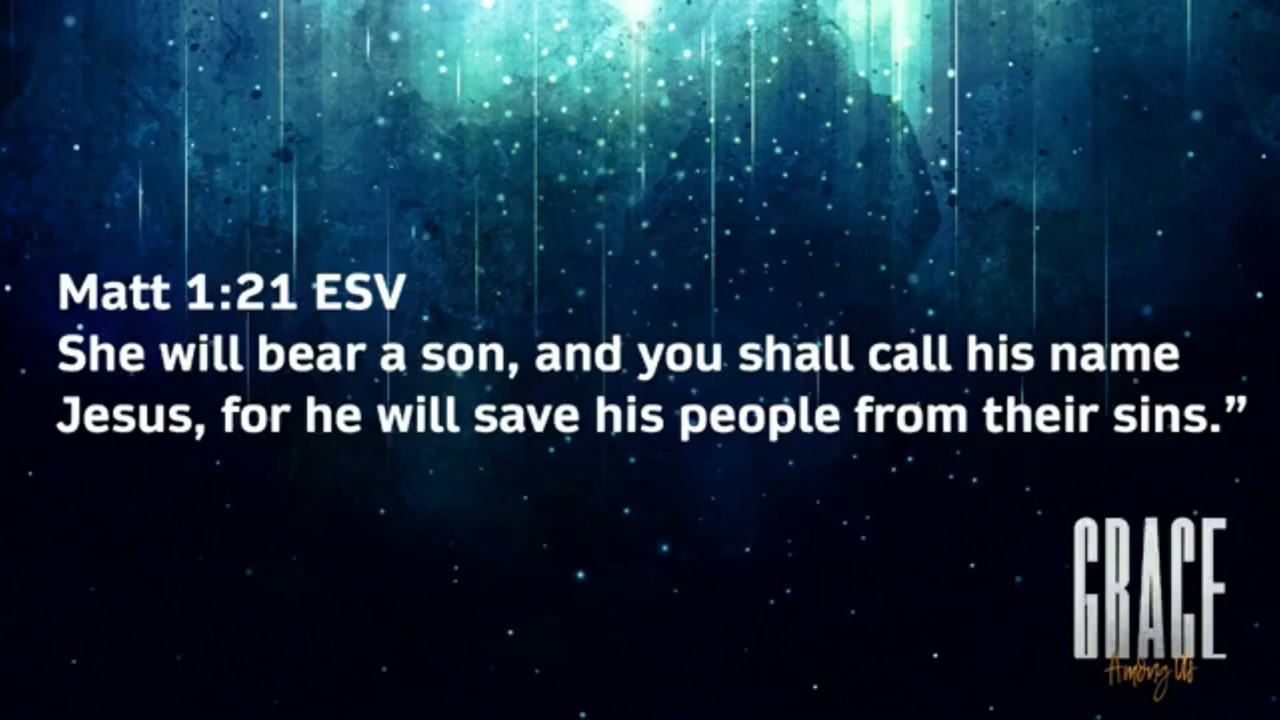 Matt 1:21 ESV
She will bear a son, and you shall call his name
Jesus, for he will save his people from their sins.”
GRACE
Among Us